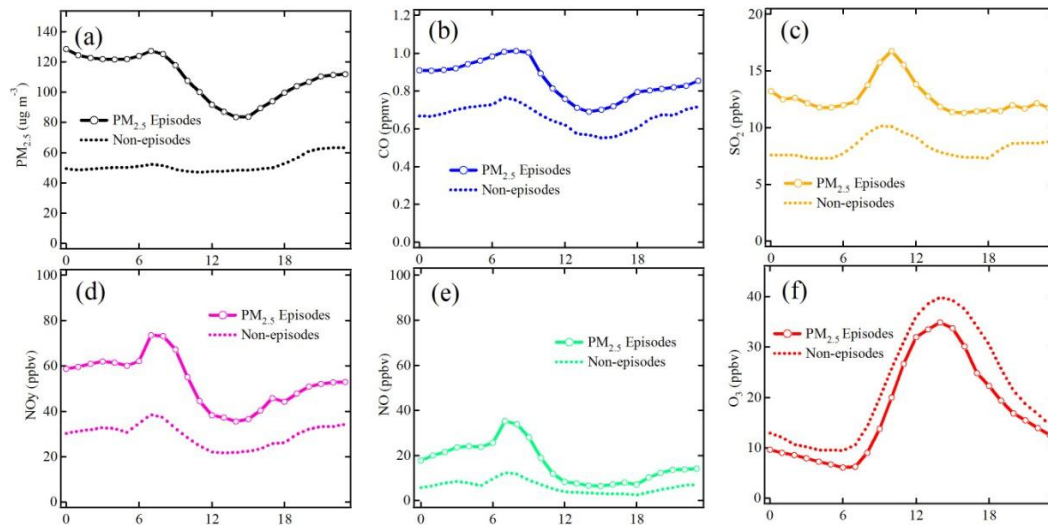 (a)
PM2.5 (ug m-3)
140
120
100
80
60
40
20
0
PM2.5 Episodes
Non-episodes
0 6 12 18
(b)
CO (ppmv)
1.2
1.0
0.8
0.6
0.4
0.2
0.0
PM2.5 Episodes
Non-episodes
0 6 12 18
(c)
SO2 (ppbv)
20
15
10
5
0
PM2.5 Episodes
Non-episodes
0 6 12 18
(d)
NOy (ppbv)
100
80
60
40
20
0
PM2.5 Episodes
Non-episodes
0 6 12 18
(e)
NO (ppbv)
100
80
60
40
20
0
PM2.5 Episodes
Non-episodes
0 6 12 18
(f)
O3 (ppbv)
40
30
20
10
0
PM2.5 Episodes
Non-episodes
0 6 12 18